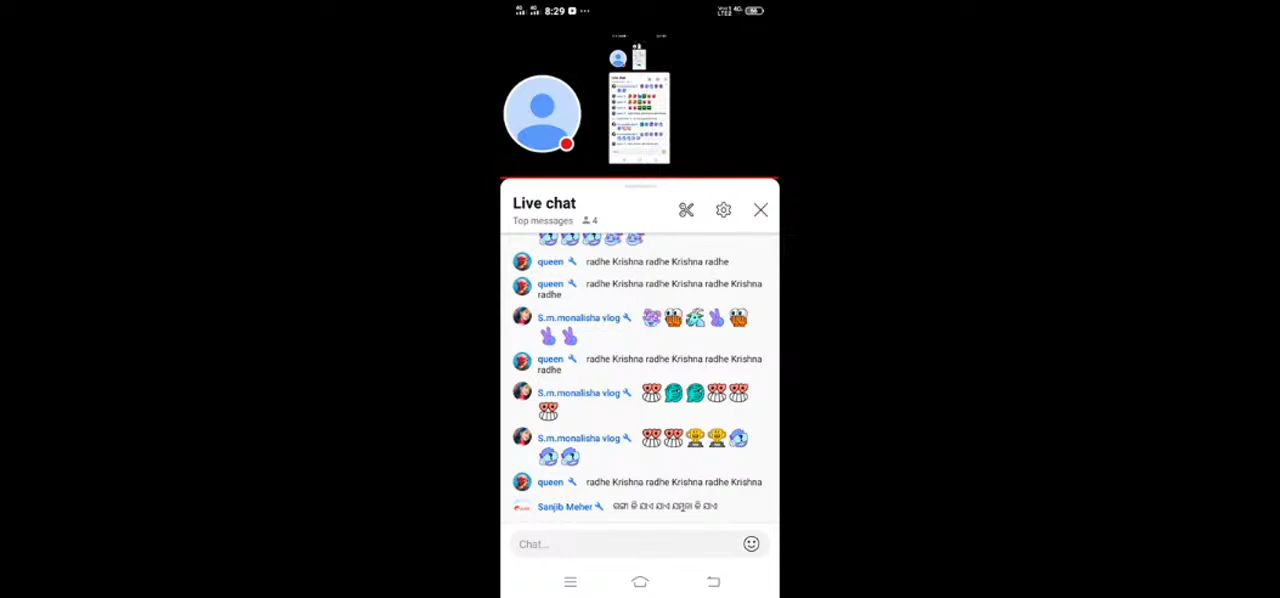 8:29
Live chat
Top messages 4
queen radhe Krishna radhe Krishna radhe
queen radhe Krishna radhe Krishna radhe Krishna
radhe
S.m.monalisha vlog
queen radhe Krishna radhe Krishna radhe Krishna
radhe
S.m.monalisha vlog
S.m.monalisha vlog
queen radhe Krishna radhe Krishna radhe Krishna
Sanjib Meher ଗଙ୍ଗା କି ଯାଏ ଯାଏ ଯମୁନା କି ଯାଏ
Chat...